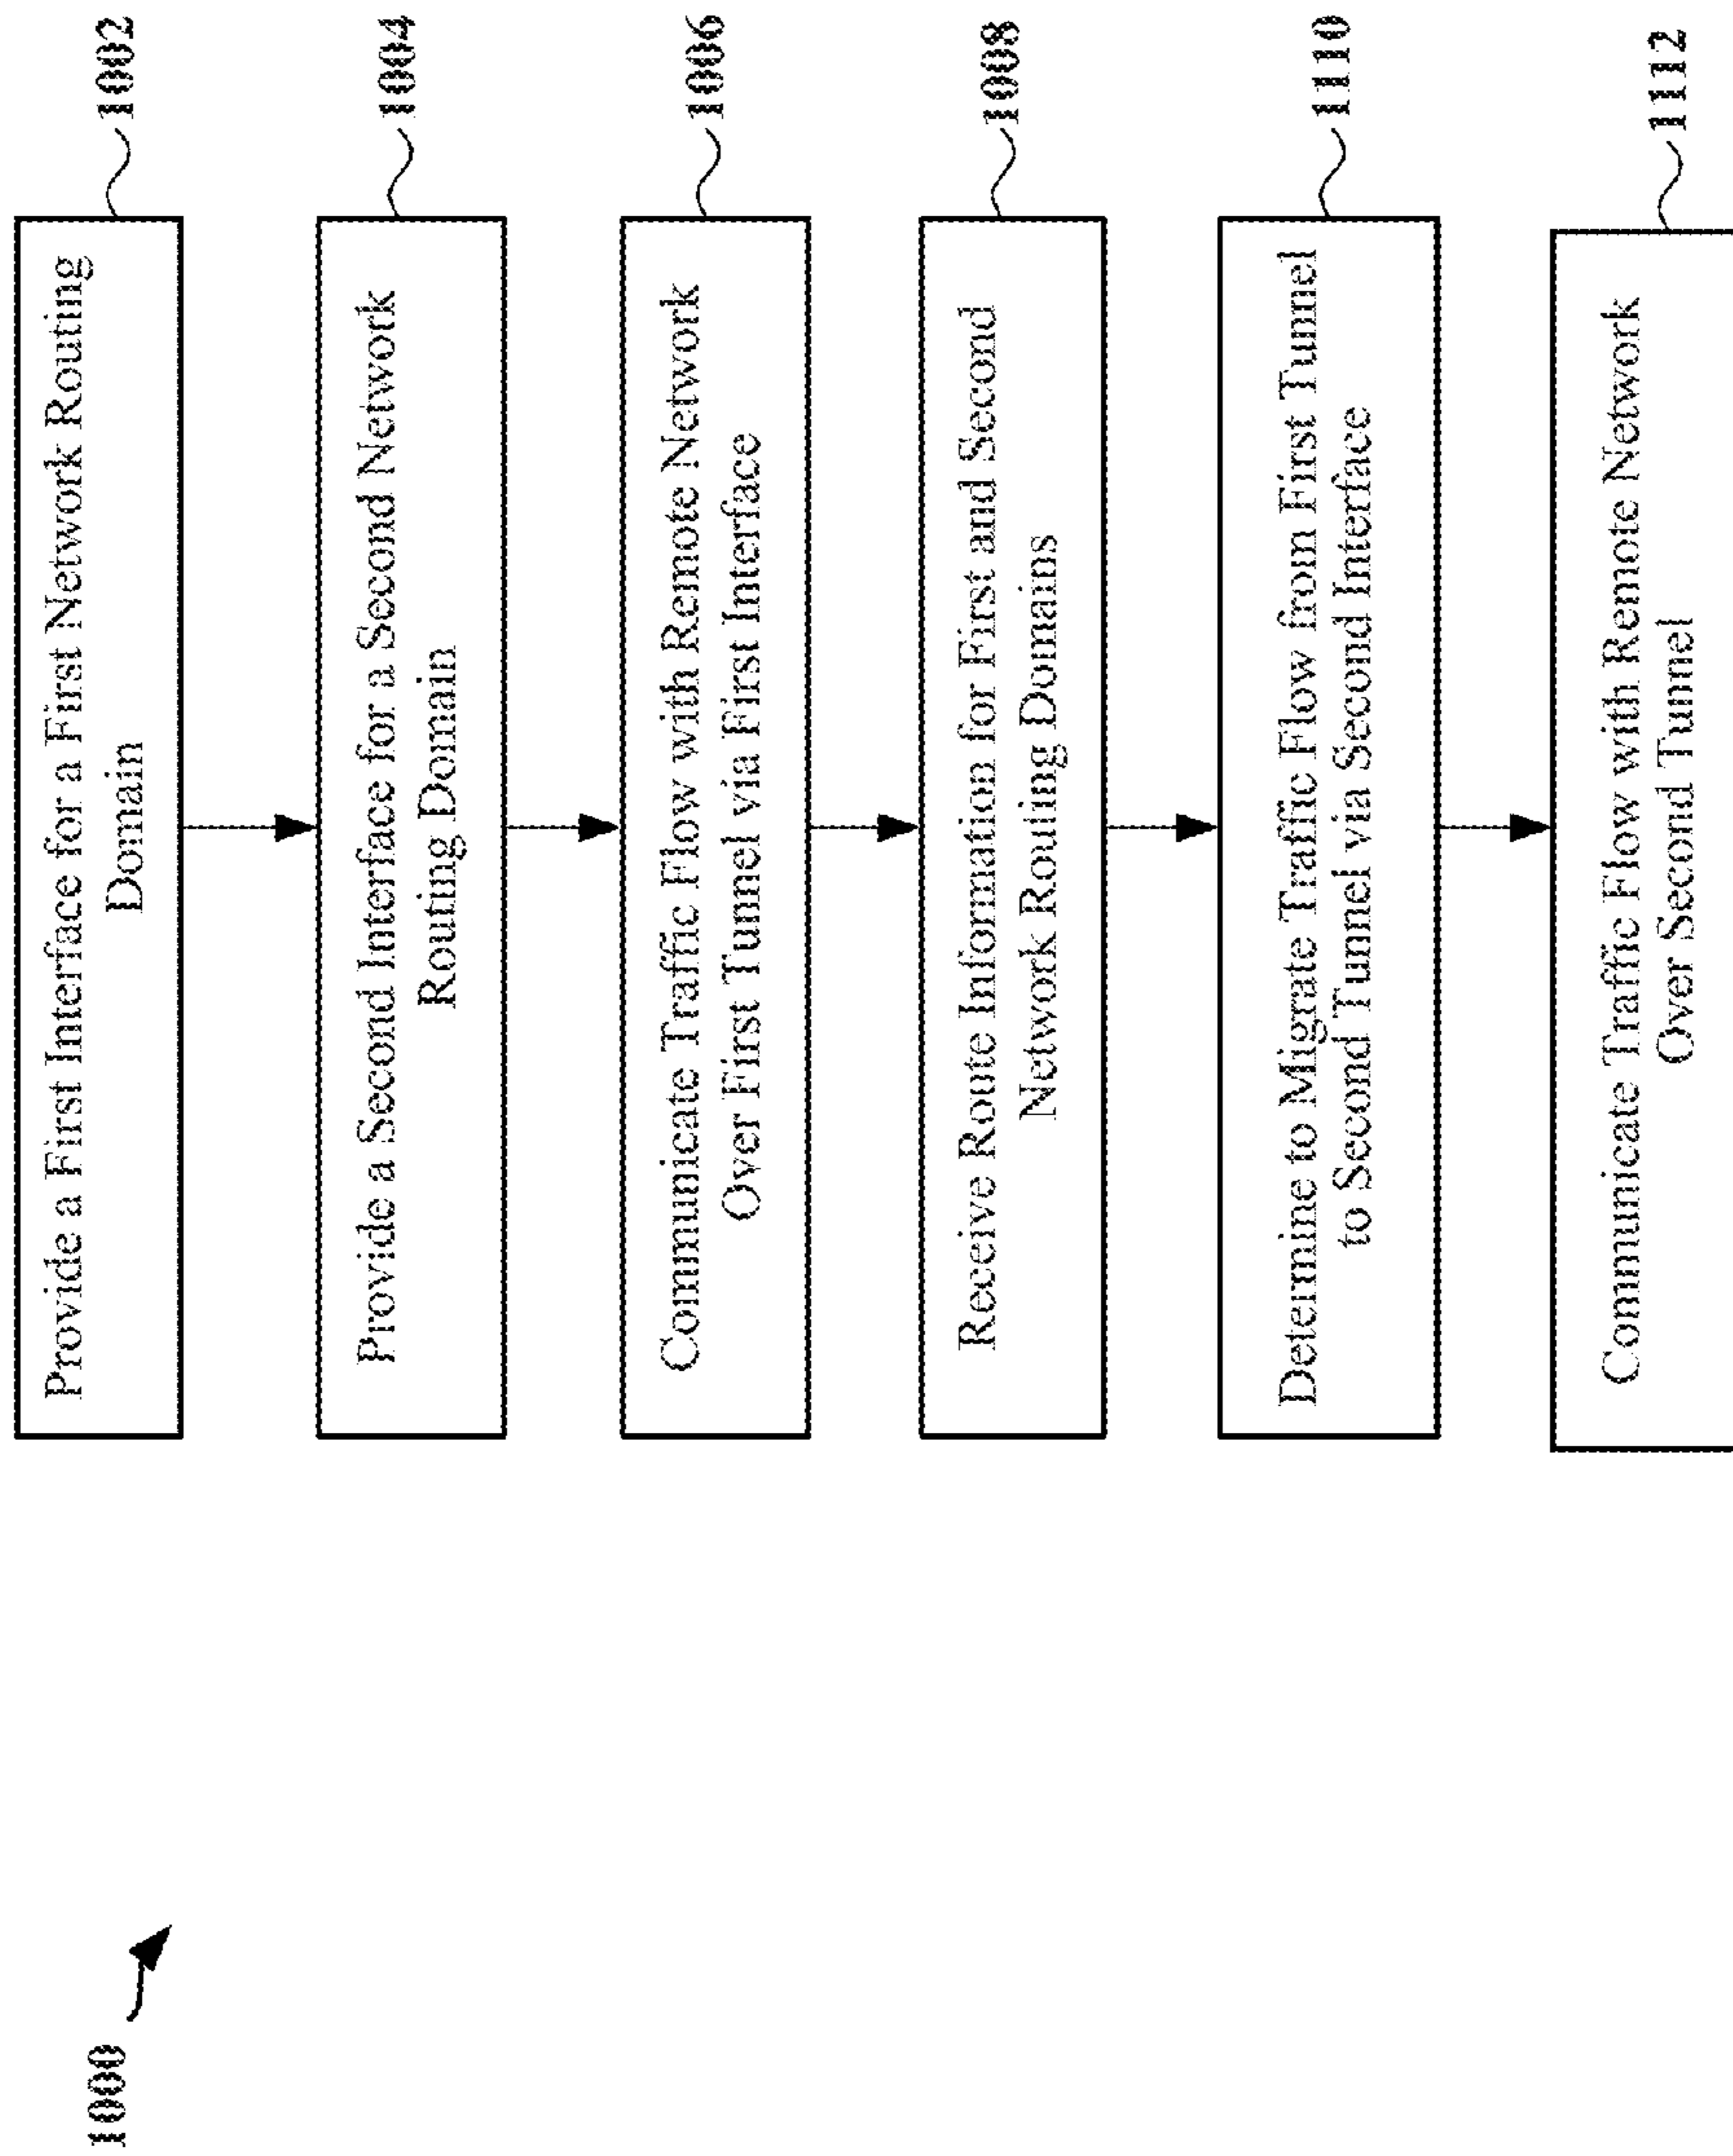 1000
Provide a First Interface for a First Network Routing
Domain
1002
Provide a Second Interface for a Second Network
Routing Domain
1004
Communicate Traffic Flow with Remote Network
Over First Tunnel via First Interface
1006
Receive Route Information for First and Second
Network Routing Domains
1008
Determine to Migrate Traffic Flow from First Tunnel
to Second Tunnel via Second Interface
1110
Communicate Traffic Flow with Remote Network
Over Second Tunnel
1112